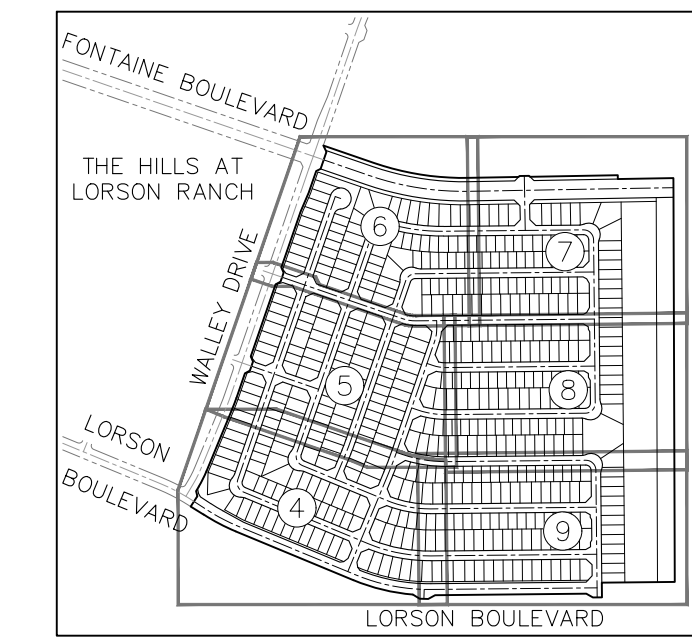 FONTAINE BOULEVARD
THE HILLS AT
LORSON RANCH
WALLEY DRIVE
6
7
5
8
LORSON
BOULEVARD
4
9
LORSON BOULEVARD